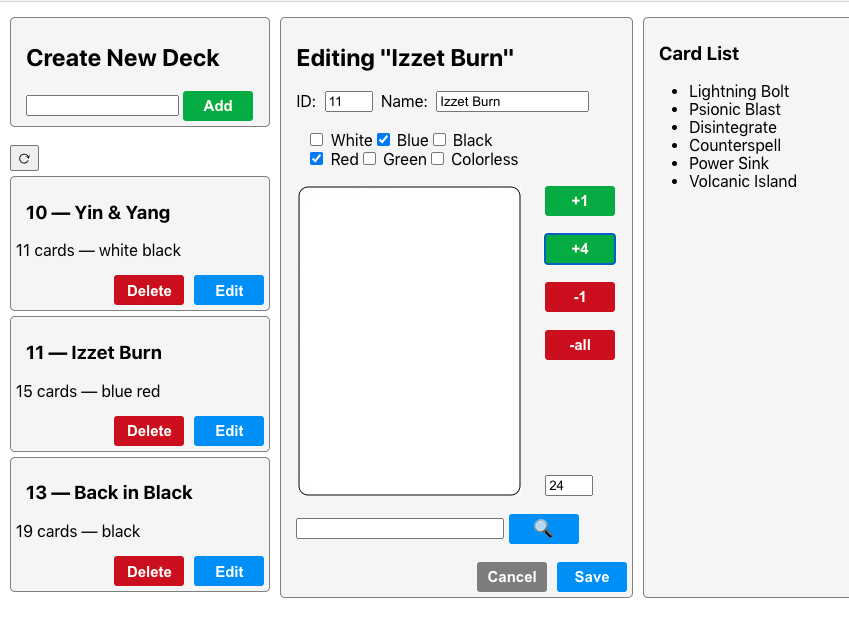 Create New Deck
Add
⟳
10 — Yin & Yang
11 cards — white black
Delete Edit
11 — Izzet Burn
15 cards — blue red
Delete Edit
13 — Back in Black
19 cards — black
Delete Edit
Editing "Izzet Burn"
ID: 11 Name: Izzet Burn
White Blue Black
Red Green Colorless
+1
+4
-1
-all
24
🔍
Cancel Save
Card List
• Lightning Bolt
• Psionic Blast
• Disintegrate
• Counterspell
• Power Sink
• Volcanic Island